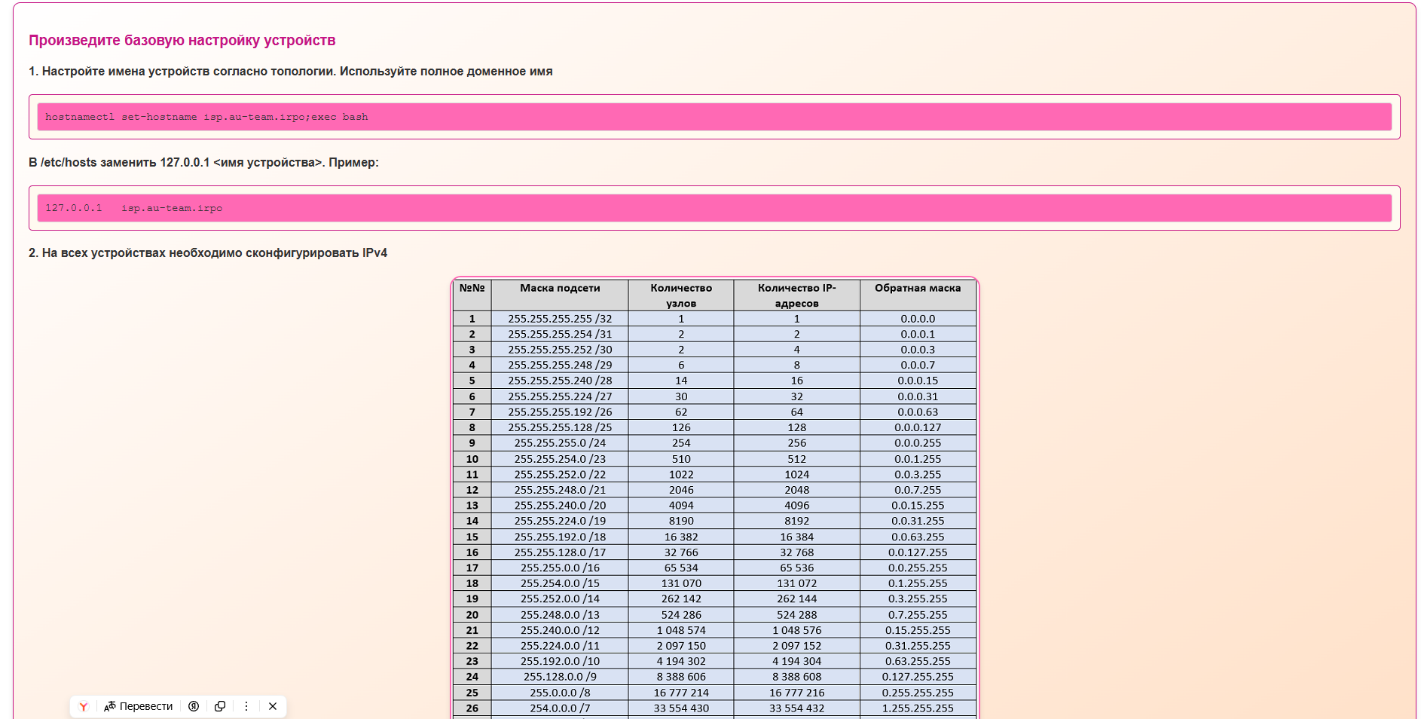 Произведите базовую настройку устройств
1. Настройте имена устройств согласно топологии. Используйте полное доменное имя
hostnamectl set-hostname isp.au-team.irpo;exec bash
В /etc/hosts заменить 127.0.0.1 <имя устройства>. Пример:
127.0.0.1   isp.au-team.irpo
2. На всех устройствах необходимо сконфигурировать IPv4
№№ Маска подсети Количество узлов Количество IP-адресов Обратная маска
1 255.255.255.255 /32 1 1 0.0.0.0
2 255.255.255.254 /31 2 2 0.0.0.1
3 255.255.255.252 /30 2 4 0.0.0.3
4 255.255.255.248 /29 6 8 0.0.0.7
5 255.255.255.240 /28 14 16 0.0.0.15
6 255.255.255.224 /27 30 32 0.0.0.31
7 255.255.255.192 /26 62 64 0.0.0.63
8 255.255.255.128 /25 126 128 0.0.0.127
9 255.255.255.0 /24 254 256 0.0.0.255
10 255.255.254.0 /23 510 512 0.0.1.255
11 255.255.252.0 /22 1022 1024 0.0.3.255
12 255.255.248.0 /21 2046 2048 0.0.7.255
13 255.255.240.0 /20 4094 4096 0.0.15.255
14 255.255.224.0 /19 8190 8192 0.0.31.255
15 255.255.192.0 /18 16 382 16 384 0.0.63.255
16 255.255.128.0 /17 32 766 32 768 0.0.127.255
17 255.255.0.0 /16 65 534 65 536 0.0.255.255
18 255.254.0.0 /15 131 070 131 072 0.1.255.255
19 255.252.0.0 /14 262 142 262 144 0.3.255.255
20 255.248.0.0 /13 524 286 524 288 0.7.255.255
21 255.240.0.0 /12 1 048 574 1 048 576 0.15.255.255
22 255.224.0.0 /11 2 097 150 2 097 152 0.31.255.255
23 255.192.0.0 /10 4 194 302 4 194 304 0.63.255.255
24 255.128.0.0 /9 8 388 606 8 388 608 0.127.255.255
25 255.0.0.0 /8 16 777 214 16 777 216 0.255.255.255
26 254.0.0.0 /7 33 554 430 33 554 432 1.255.255.255
Перевести